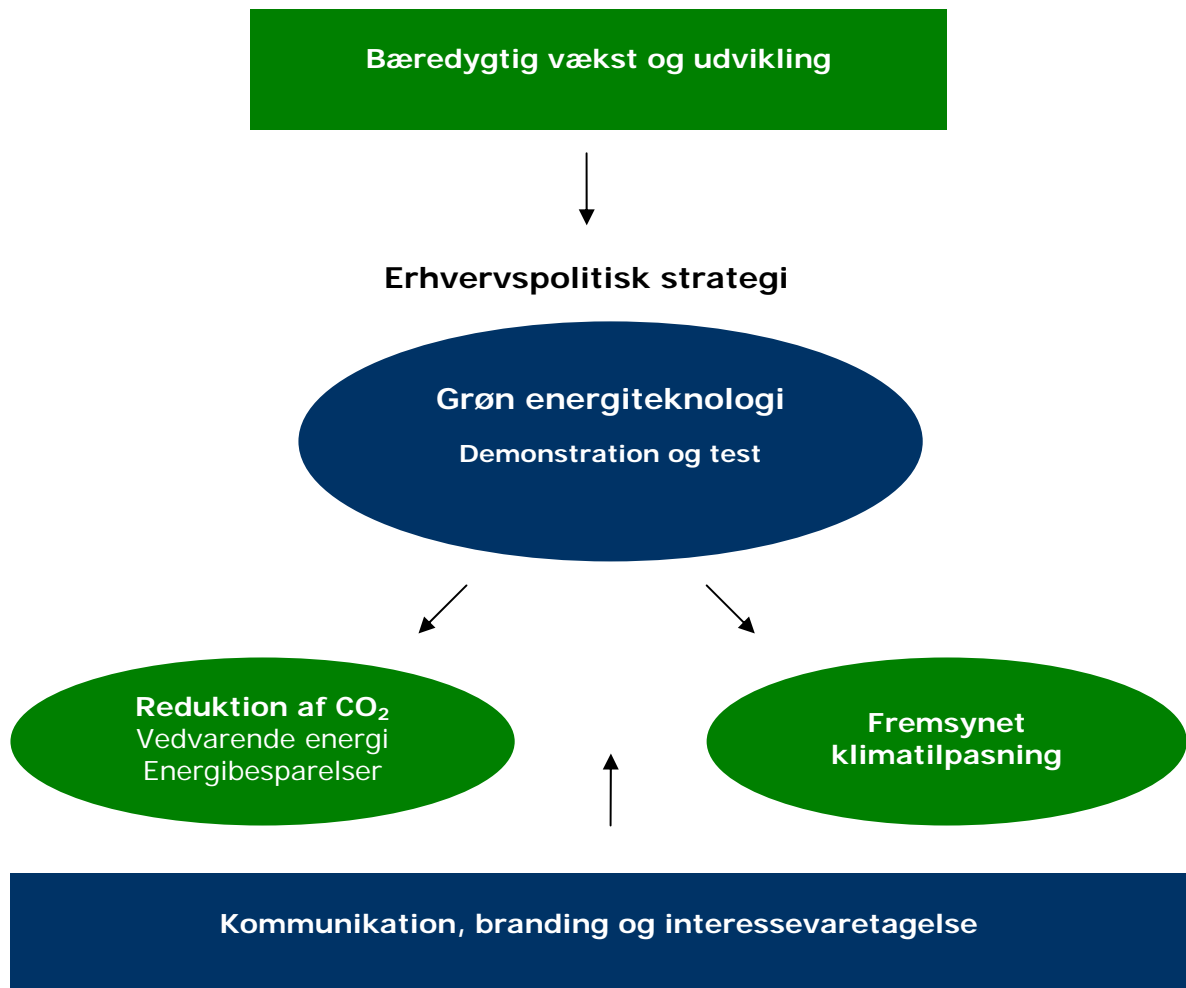 Bæredygtig vækst og udvikling
Erhvervspolitisk strategi
Grøn energiteknologi
Demonstration og test
Reduktion af CO₂
Vedvarende energi
Energibesparelser
Fremsynet
klimatilpasning
Kommunikation, branding og interessevaretagelse